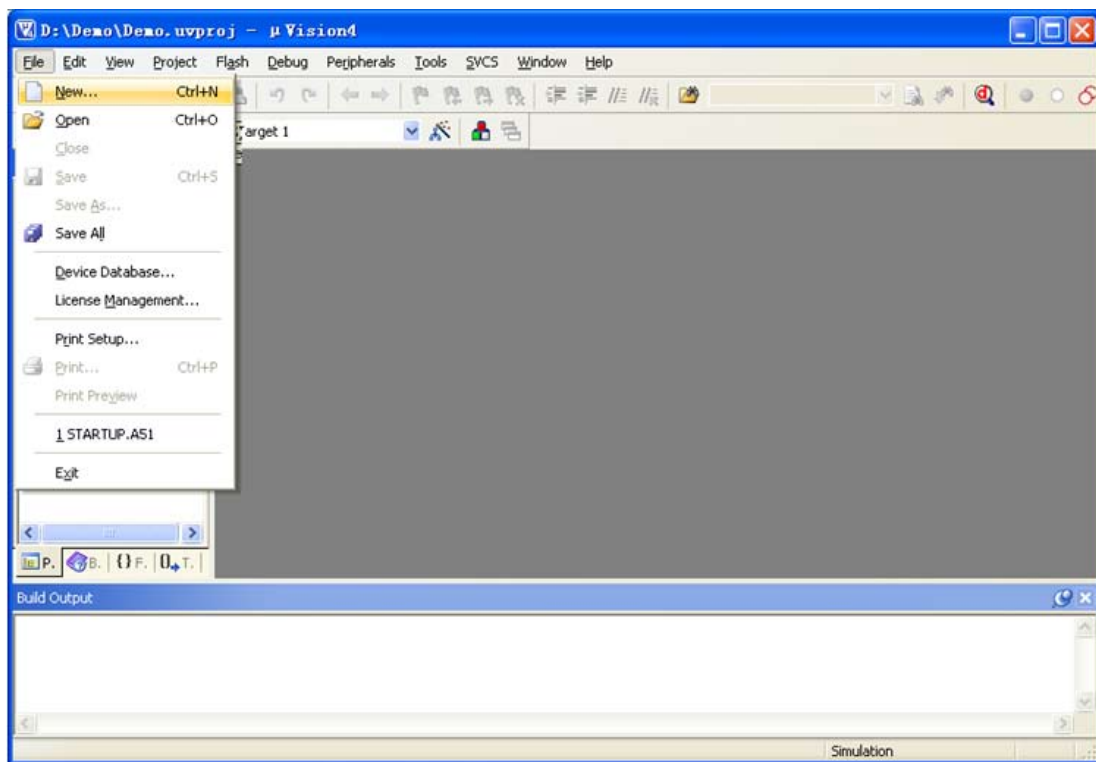 D:\Demo\Demo.uvproj - µVision4
File Edit View Project Flash Debug Peripherals Tools SVCS Window Help
New... Ctrl+N
Open Ctrl+O
arget 1
Close
Save Ctrl+S
Save As...
Save All
Device Database...
License Management...
Print Setup...
Print... Ctrl+P
Print Preview
1 STARTUP.A51
Exit
P. B. {} F. 0 T.
Build Output
Simulation